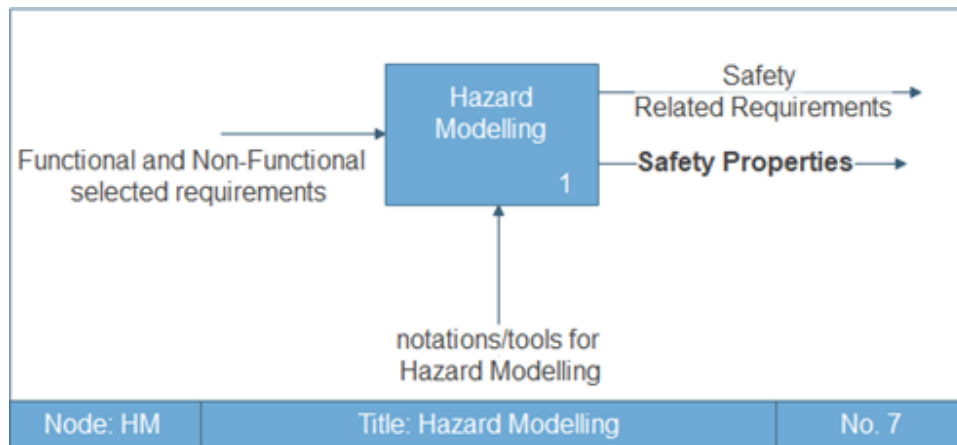 Hazard
Modelling
1
Safety
Related Requirements
Safety Properties
Functional and Non-Functional
selected requirements
notations/tools for
Hazard Modelling
Node: HM
Title: Hazard Modelling
No. 7